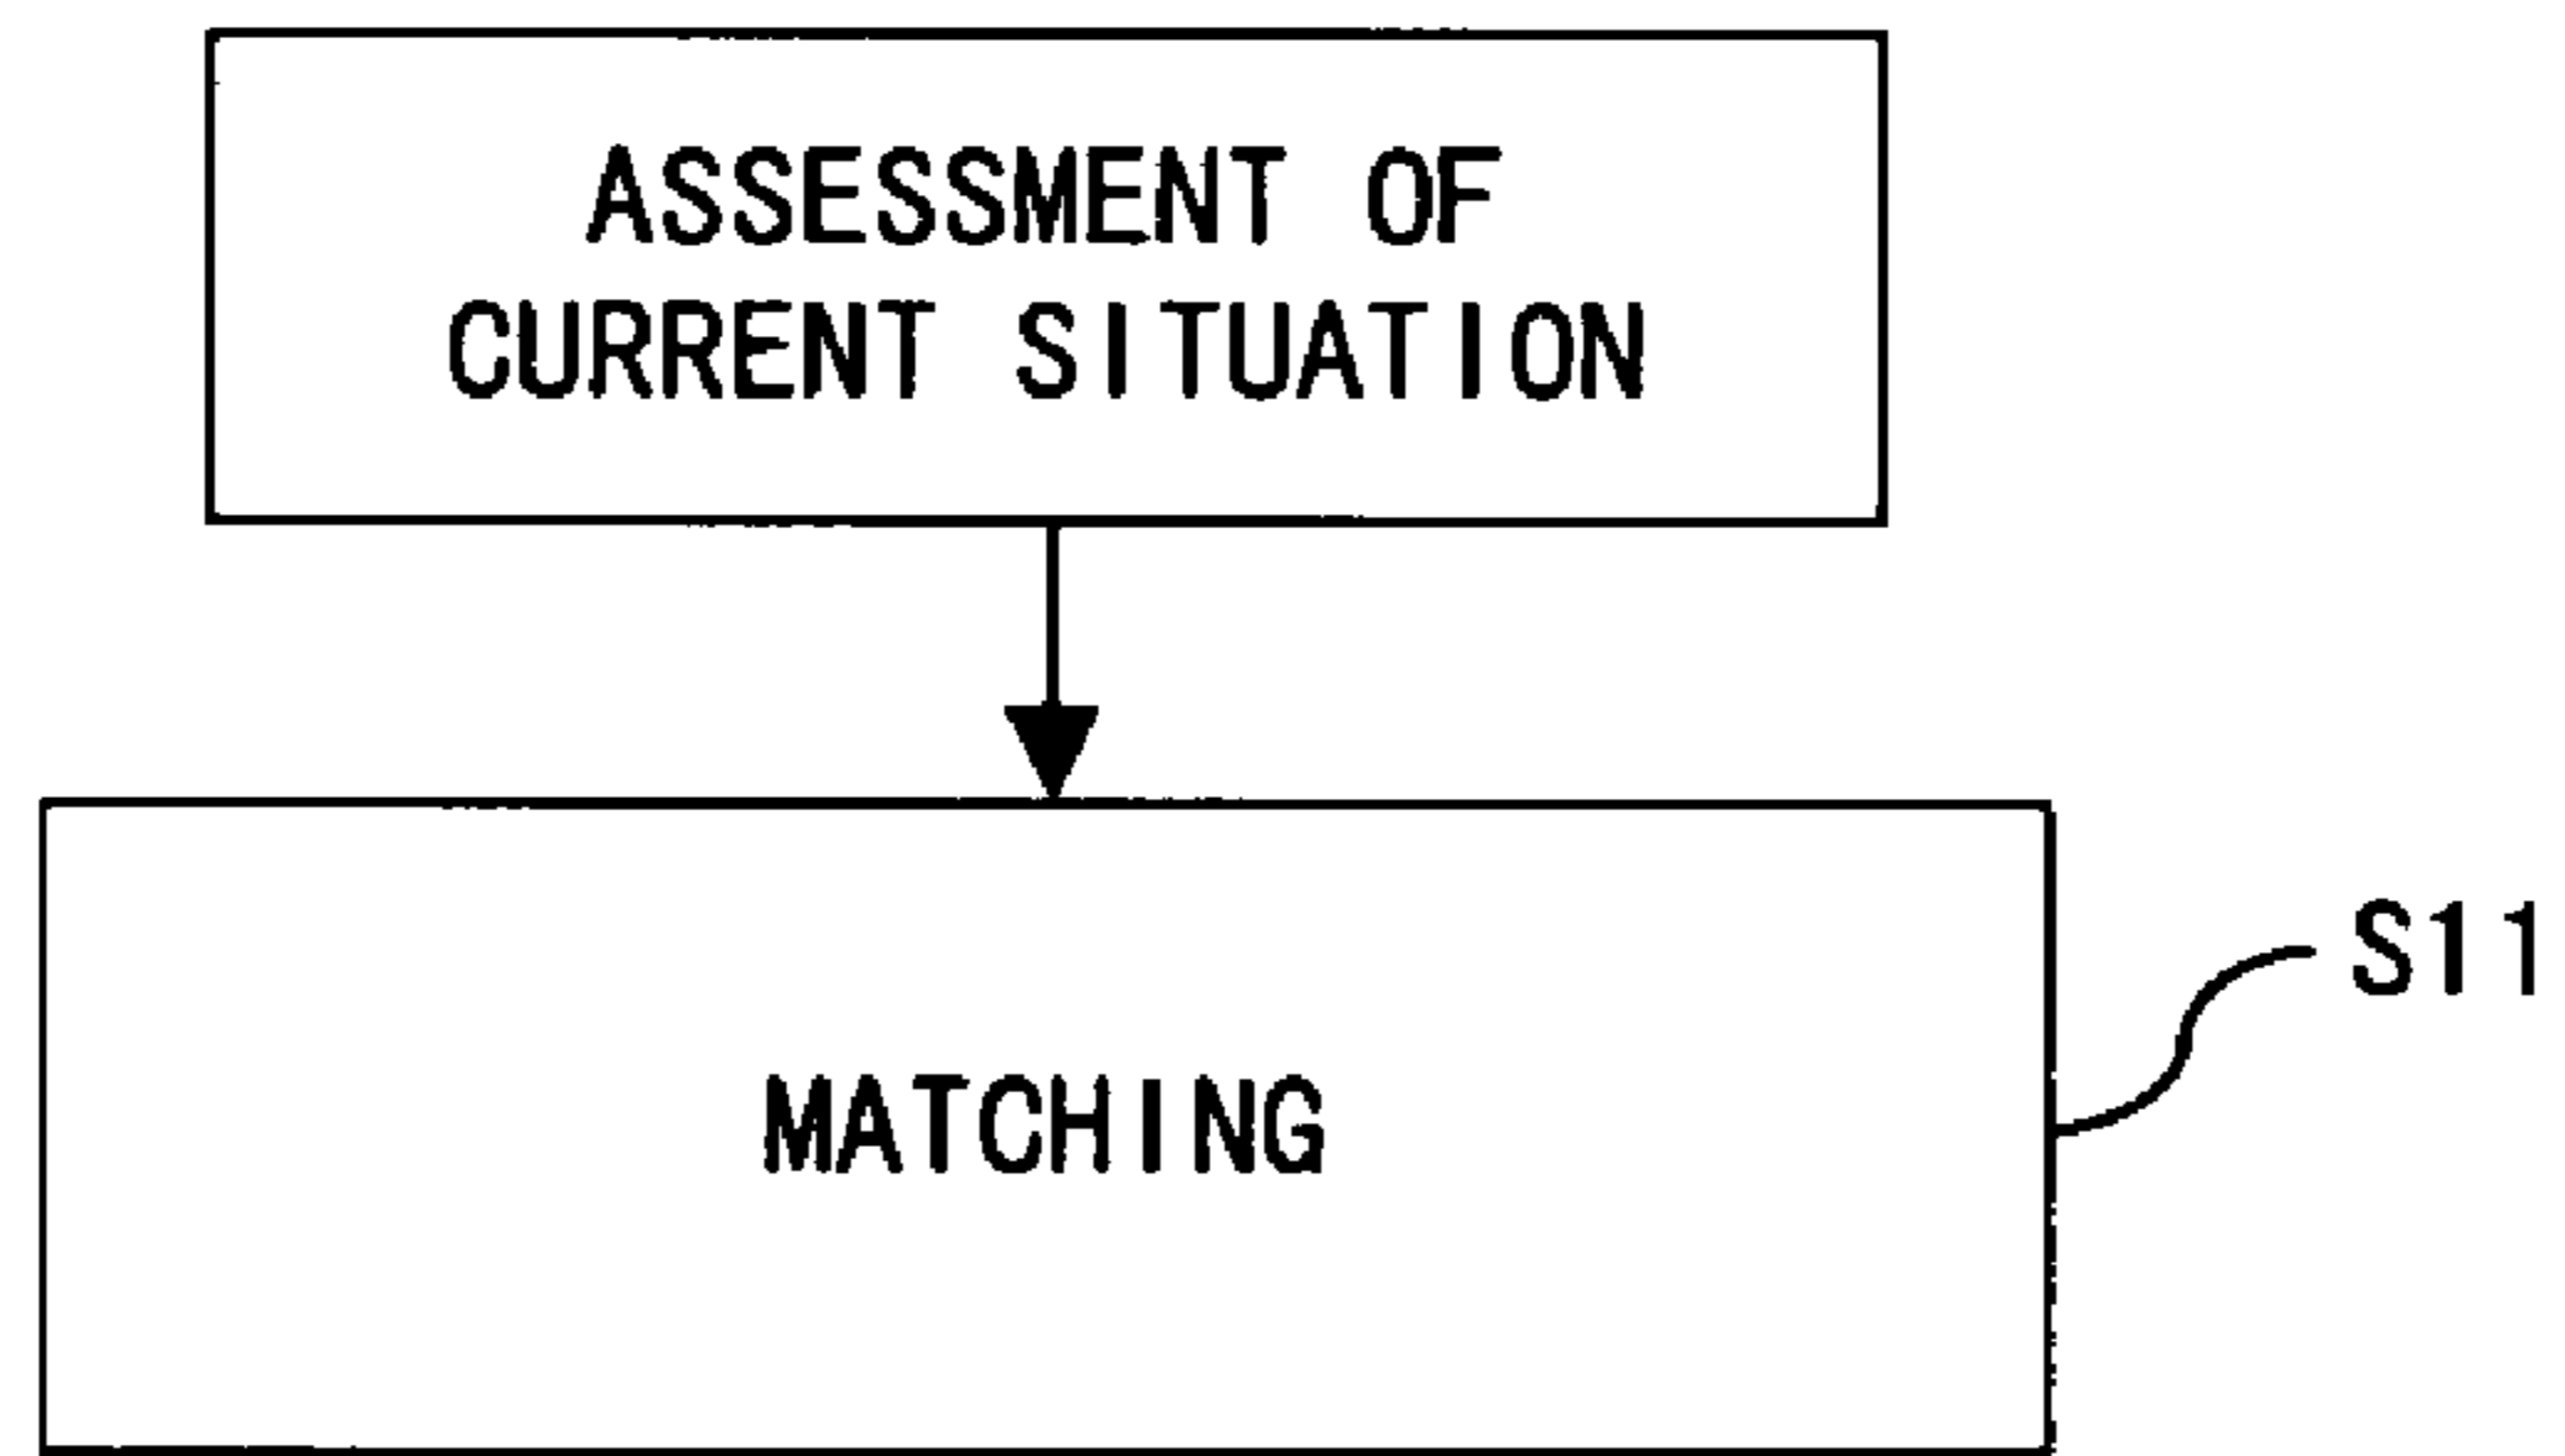 ASSESSMENT OF
CURRENT SITUATION
S11
MATCHING